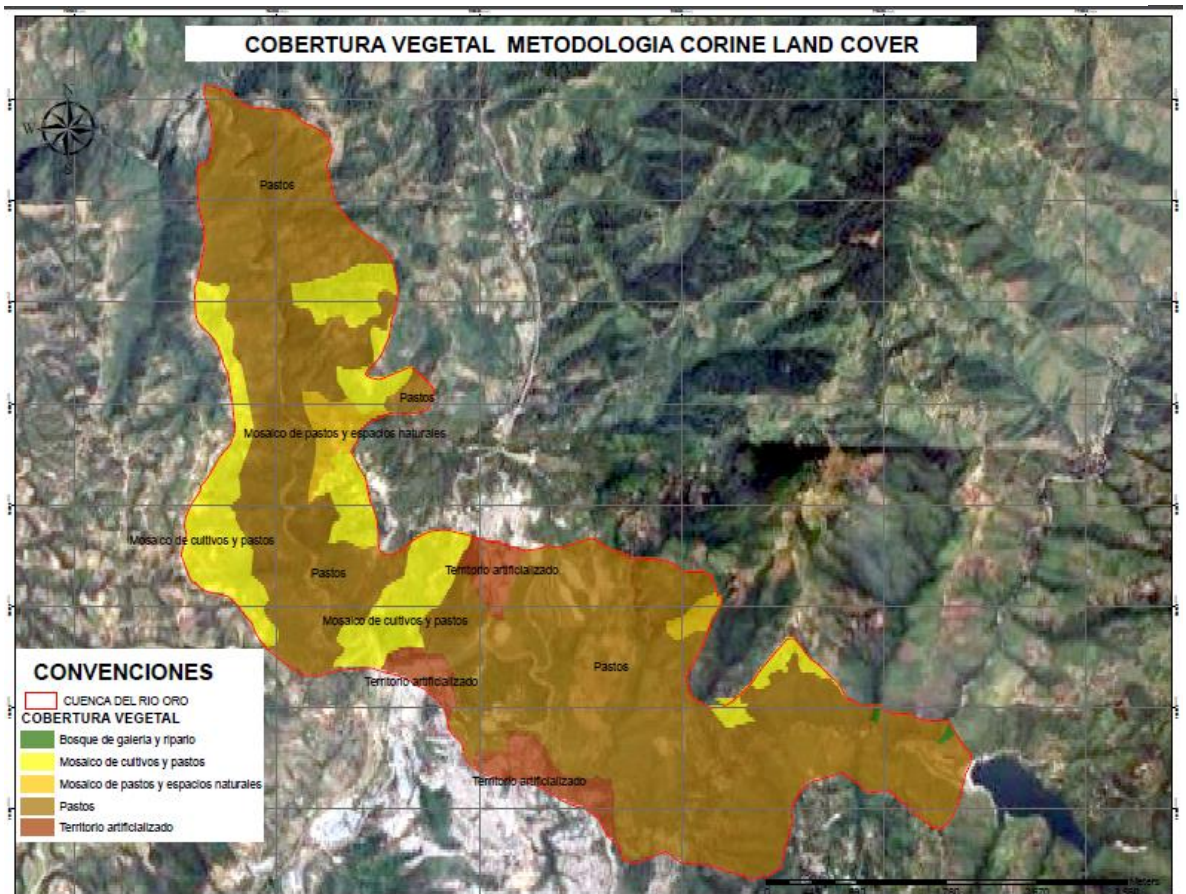 COBERTURA VEGETAL METODOLOGIA CORINE LAND COVER
N
W
E
S
Pastos
Pastos
Mosaico de pastos y espacios naturales
Mosaico de cultivos y pastos
Territorio artificializado
Pastos
Mosaico de cultivos y pastos
Pastos
Territorio artificializado
Territorio artificializado
CONVENCIONES
CUENCA DEL RIO ORO
COBERTURA VEGETAL
Bosque de galeria y ripario
Mosaico de cultivos y pastos
Mosaico de pastos y espacios naturales
Pastos
Territorio artificializado
Meters